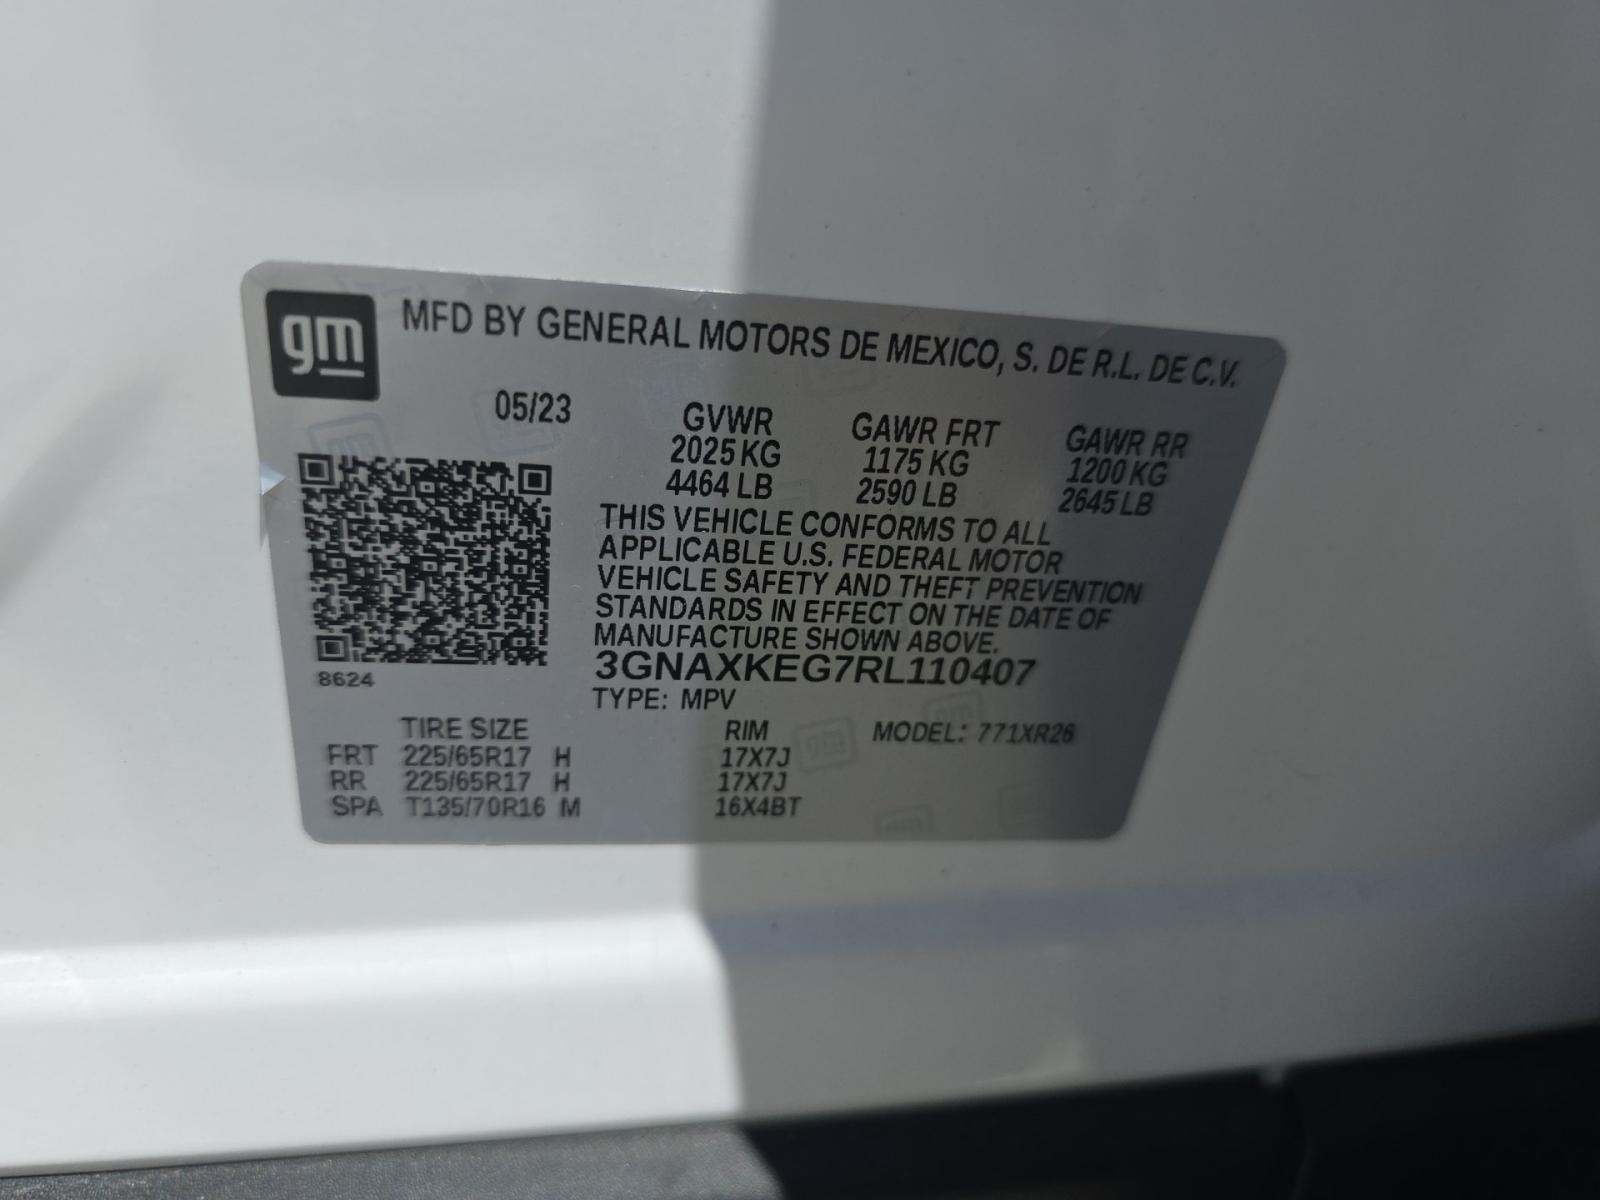 gm
MFD BY GENERAL MOTORS DE MEXICO, S. DE R.L. DE C.V.
05/23
GVWR GAWR FRT GAWR RR
2025 KG 1175 KG 1200 KG
4464 LB 2590 LB 2645 LB
THIS VEHICLE CONFORMS TO ALL
APPLICABLE U.S. FEDERAL MOTOR
VEHICLE SAFETY AND THEFT PREVENTION
STANDARDS IN EFFECT ON THE DATE OF
MANUFACTURE SHOWN ABOVE.
3GNAXKEG7RL110407
8624
TYPE: MPV
TIRE SIZE RIM MODEL: 771XR26
FRT 225/65R17 H 17X7J
RR 225/65R17 H 17X7J
SPA T135/70R16 M 16X4BT